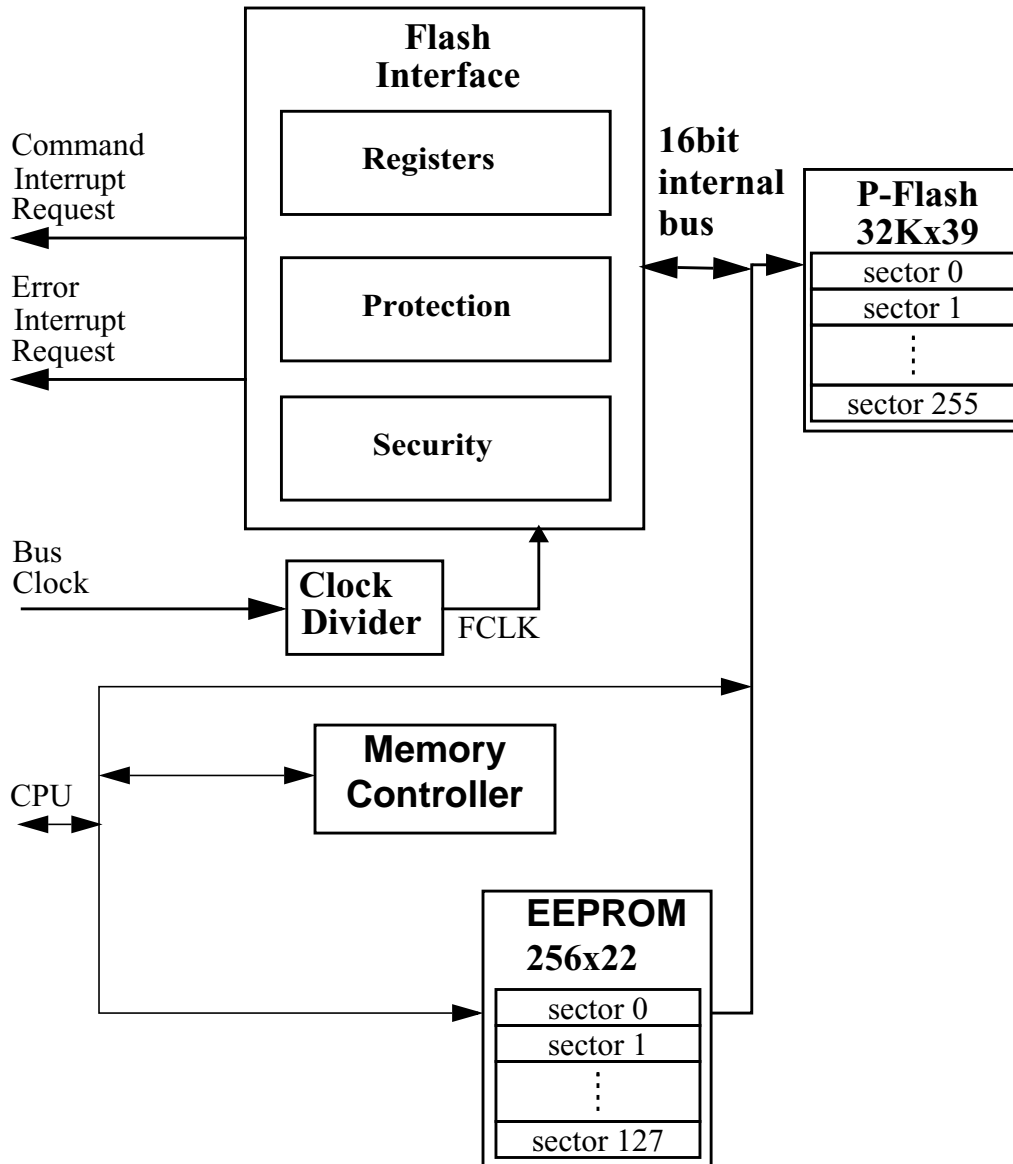 Flash
Interface
Registers
Protection
Security
Command
Interrupt
Request
Error
Interrupt
Request
16bit
internal
bus
P-Flash
32Kx39
sector 0
sector 1
sector 255
Bus
Clock
Clock
Divider
FCLK
Memory
Controller
CPU
EEPROM
256x22
sector 0
sector 1
sector 127